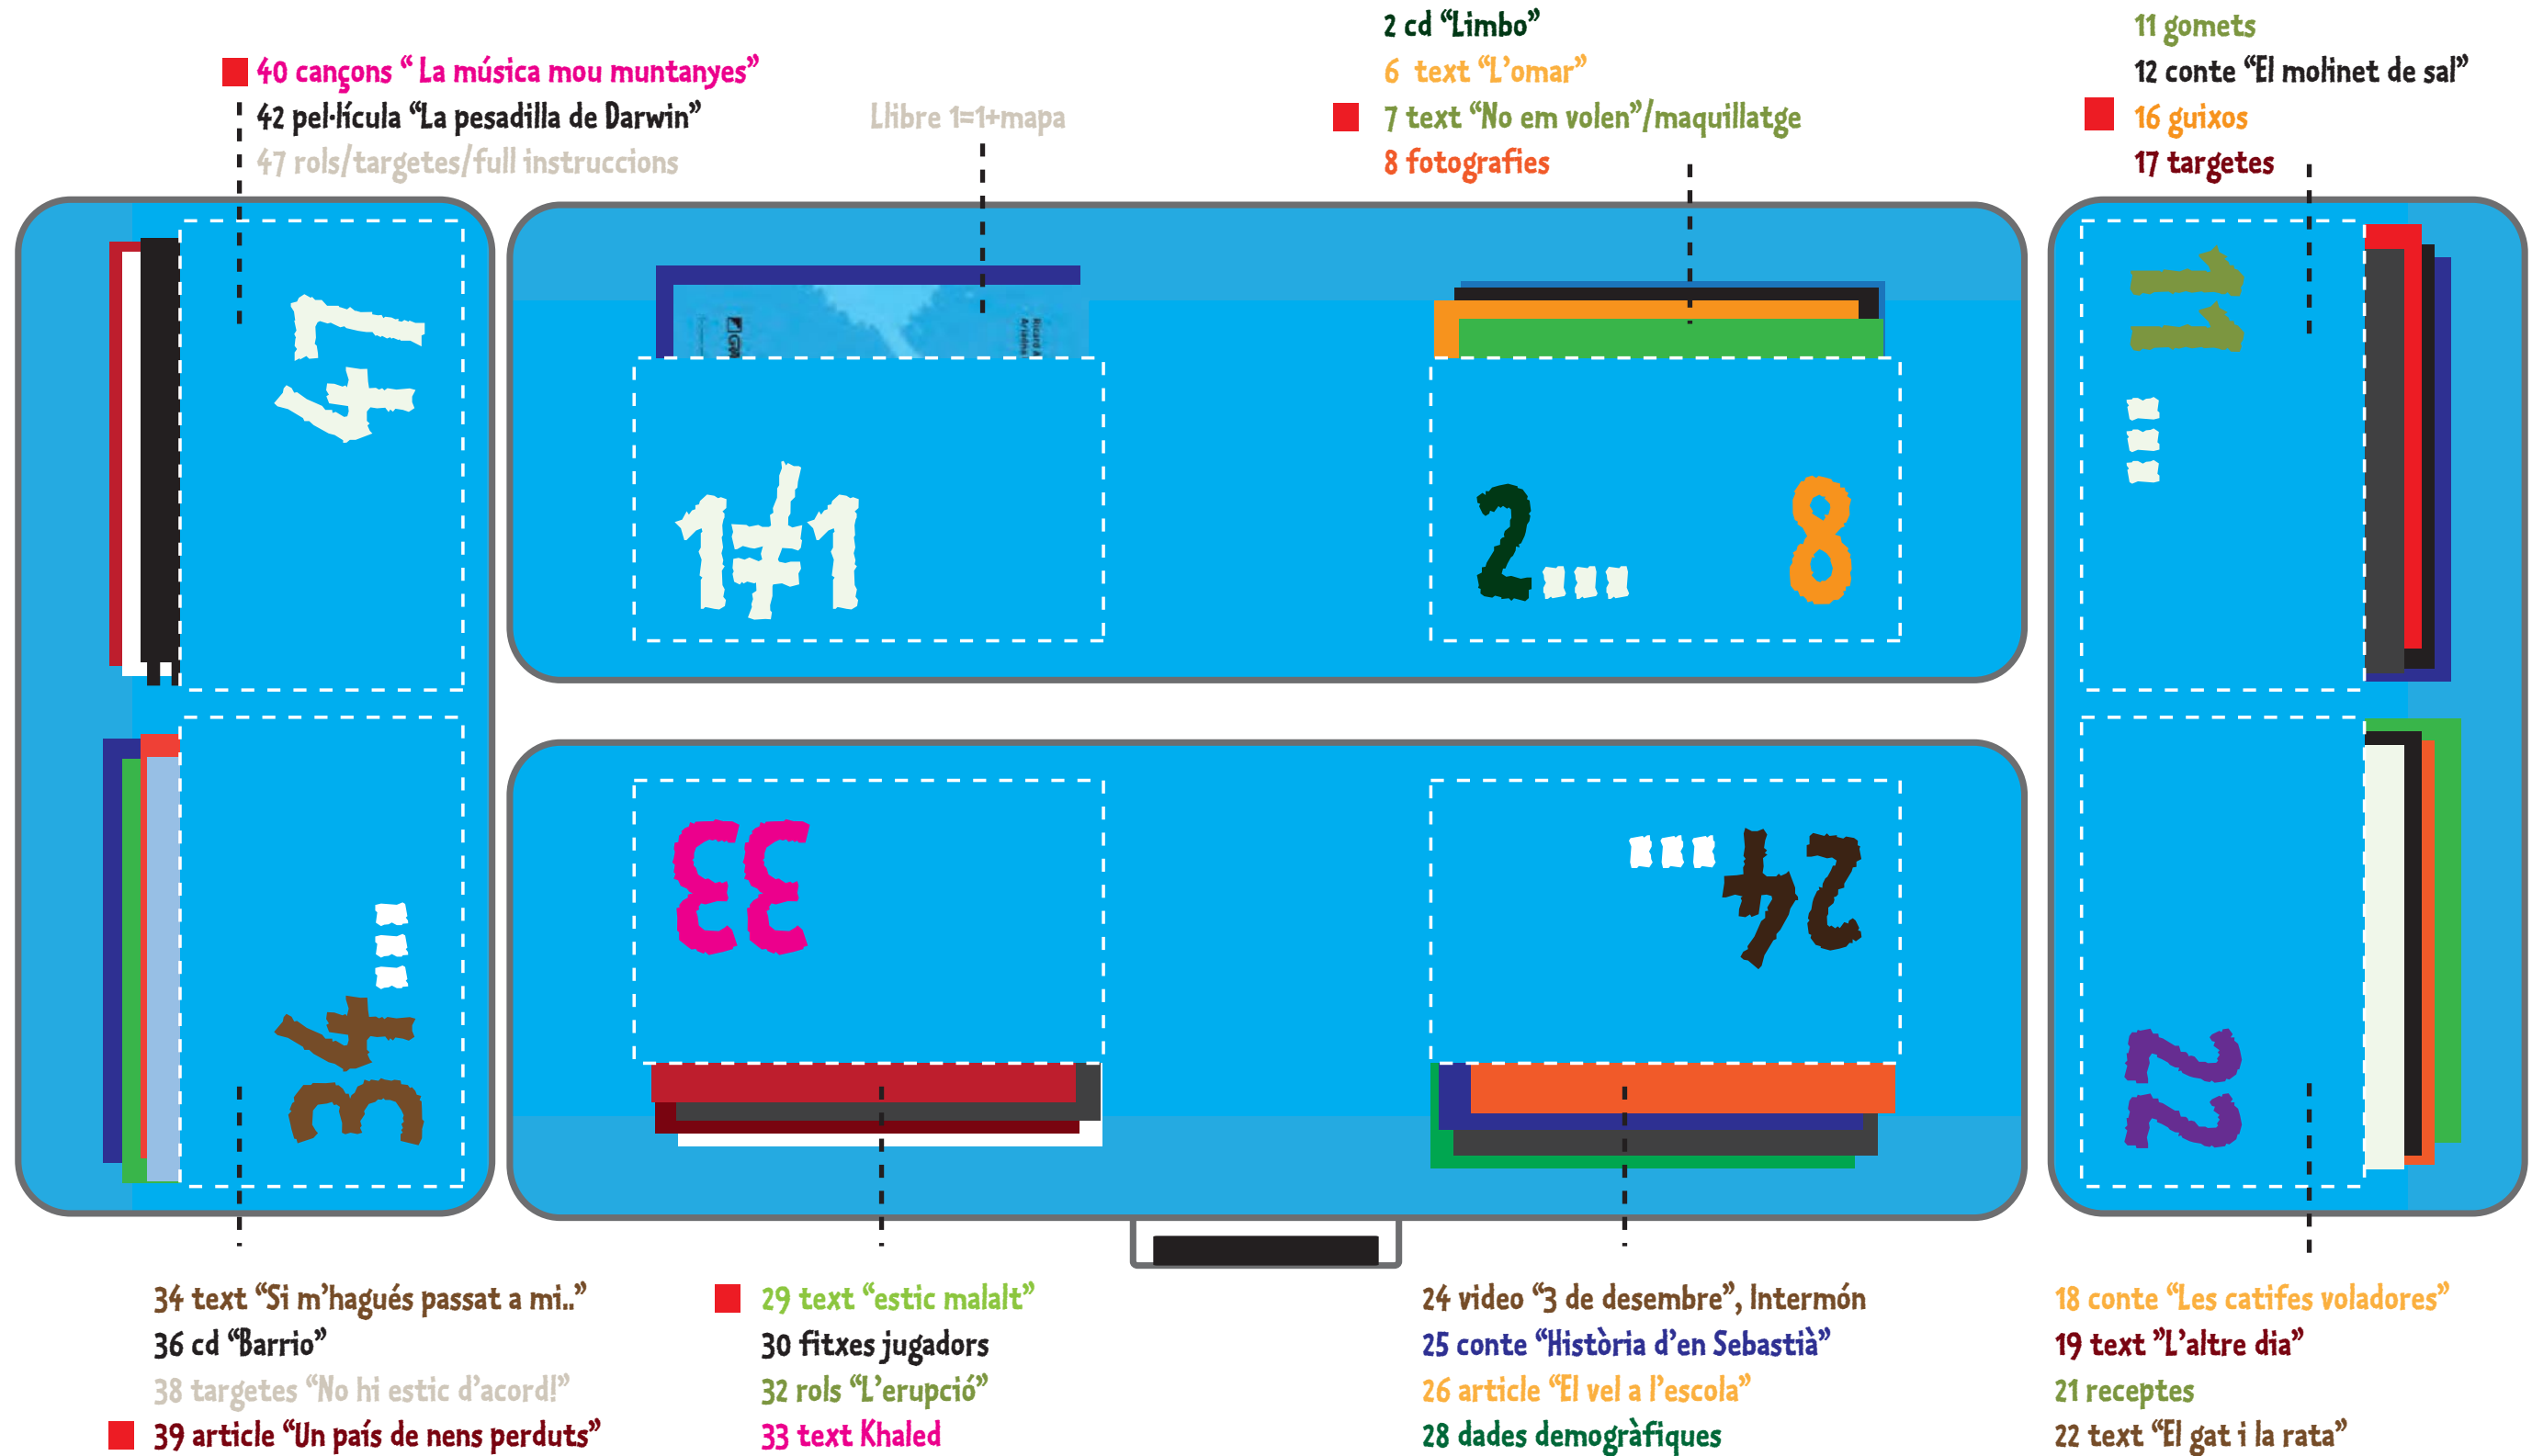 2 cd “Limbo”
6 text “L’omar”
7 text “No em volen”/maquillatge
8 fotografies
11 gomets
12 conte “El molinet de sal”
16 guixos
17 targetes
40 cançons “ La música mou muntanyes”
42 pel·lícula “La pesadilla de Darwin”
47 rols/targetes/full instruccions
Llibre 1=1+mapa
47
1≠1
2... 8
11...
34...
33
24...
22
34 text “Si m’hagués passat a mi..”
36 cd “Barrio”
38 targetes “No hi estic d’acord!”
39 article “Un país de nens perduts”
29 text “estic malalt”
30 fitxes jugadors
32 rols “L’erupció”
33 text Khaled
24 video “3 de desembre”, Intermón
25 conte “Història d’en Sebastià”
26 article “El vel a l’escola”
28 dades demogràfiques
18 conte “Les catifes voladores”
19 text ”L’altre dia”
21 receptes
22 text “El gat i la rata”